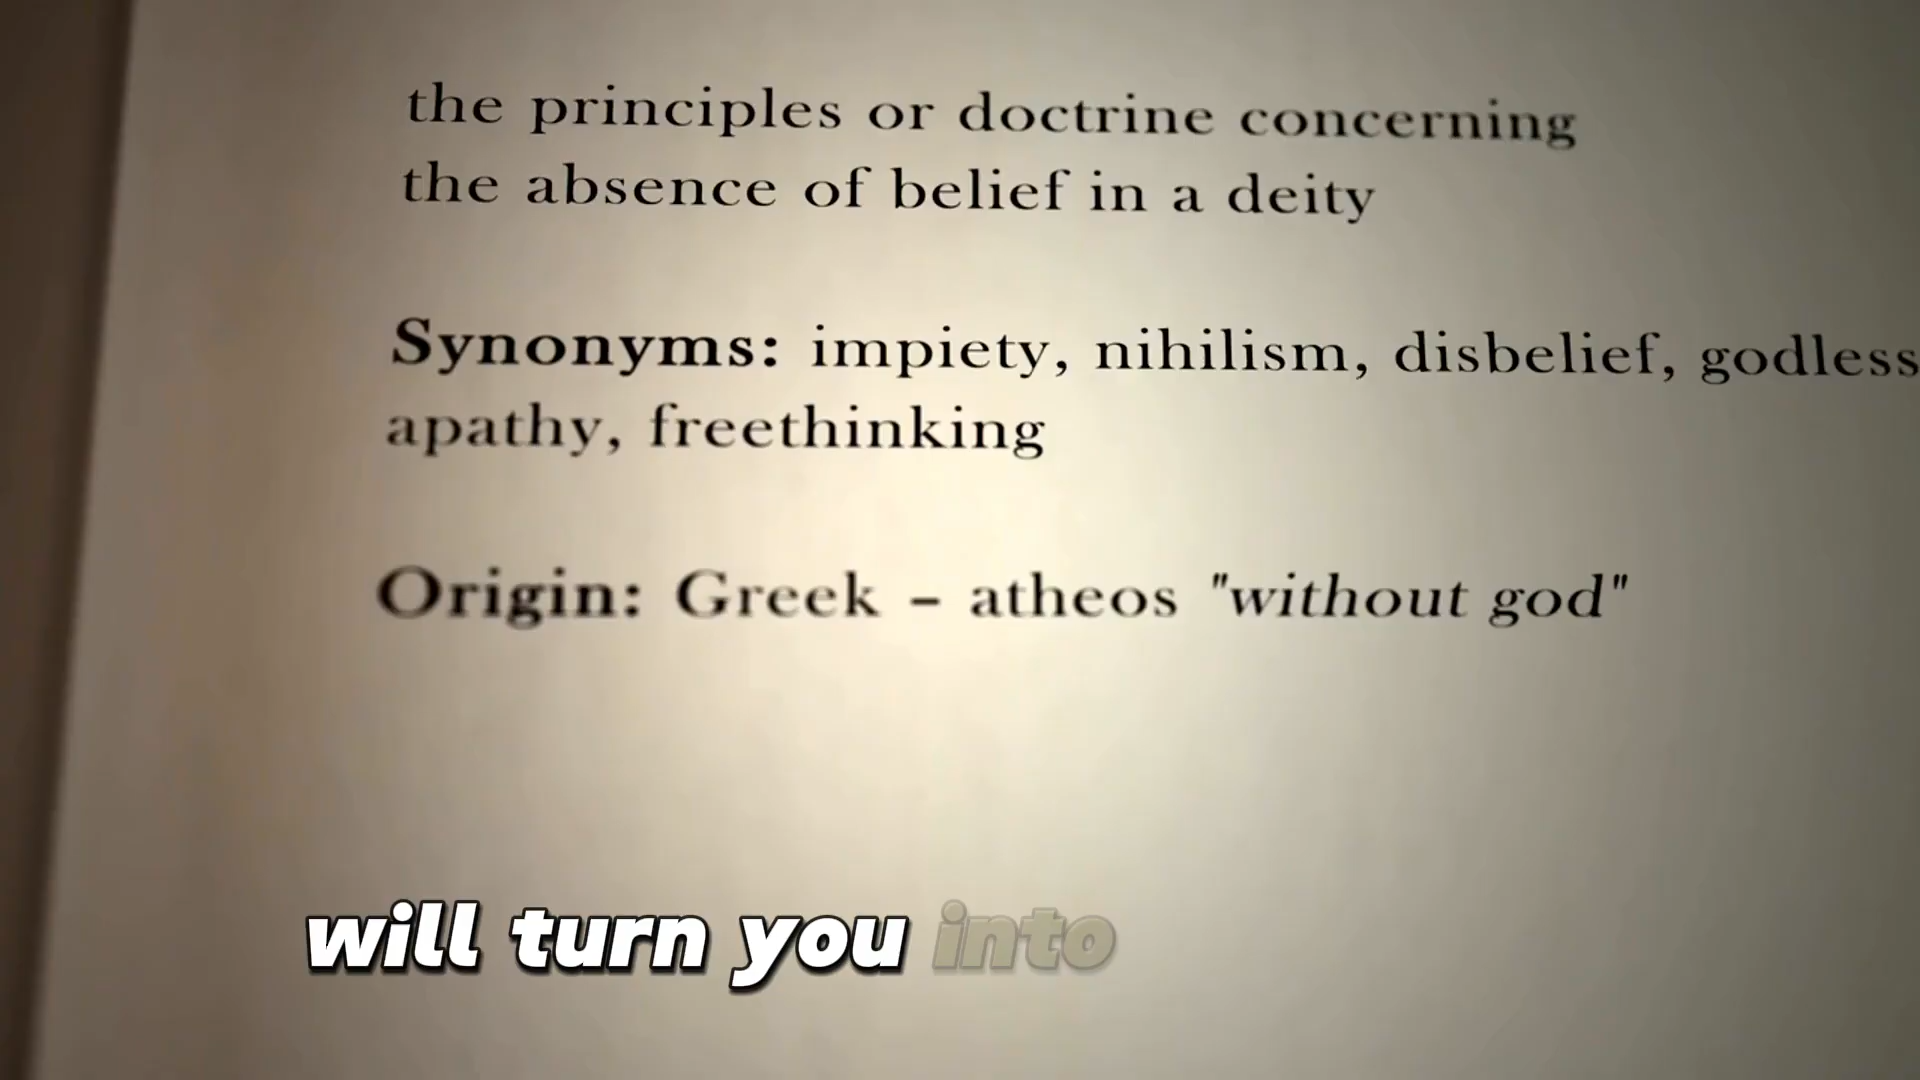 the principles or doctrine concerning
the absence of belief in a deity
Synonyms: impiety, nihilism, disbelief, godless
apathy, freethinking
Origin: Greek – atheos "without god"
will turn you into